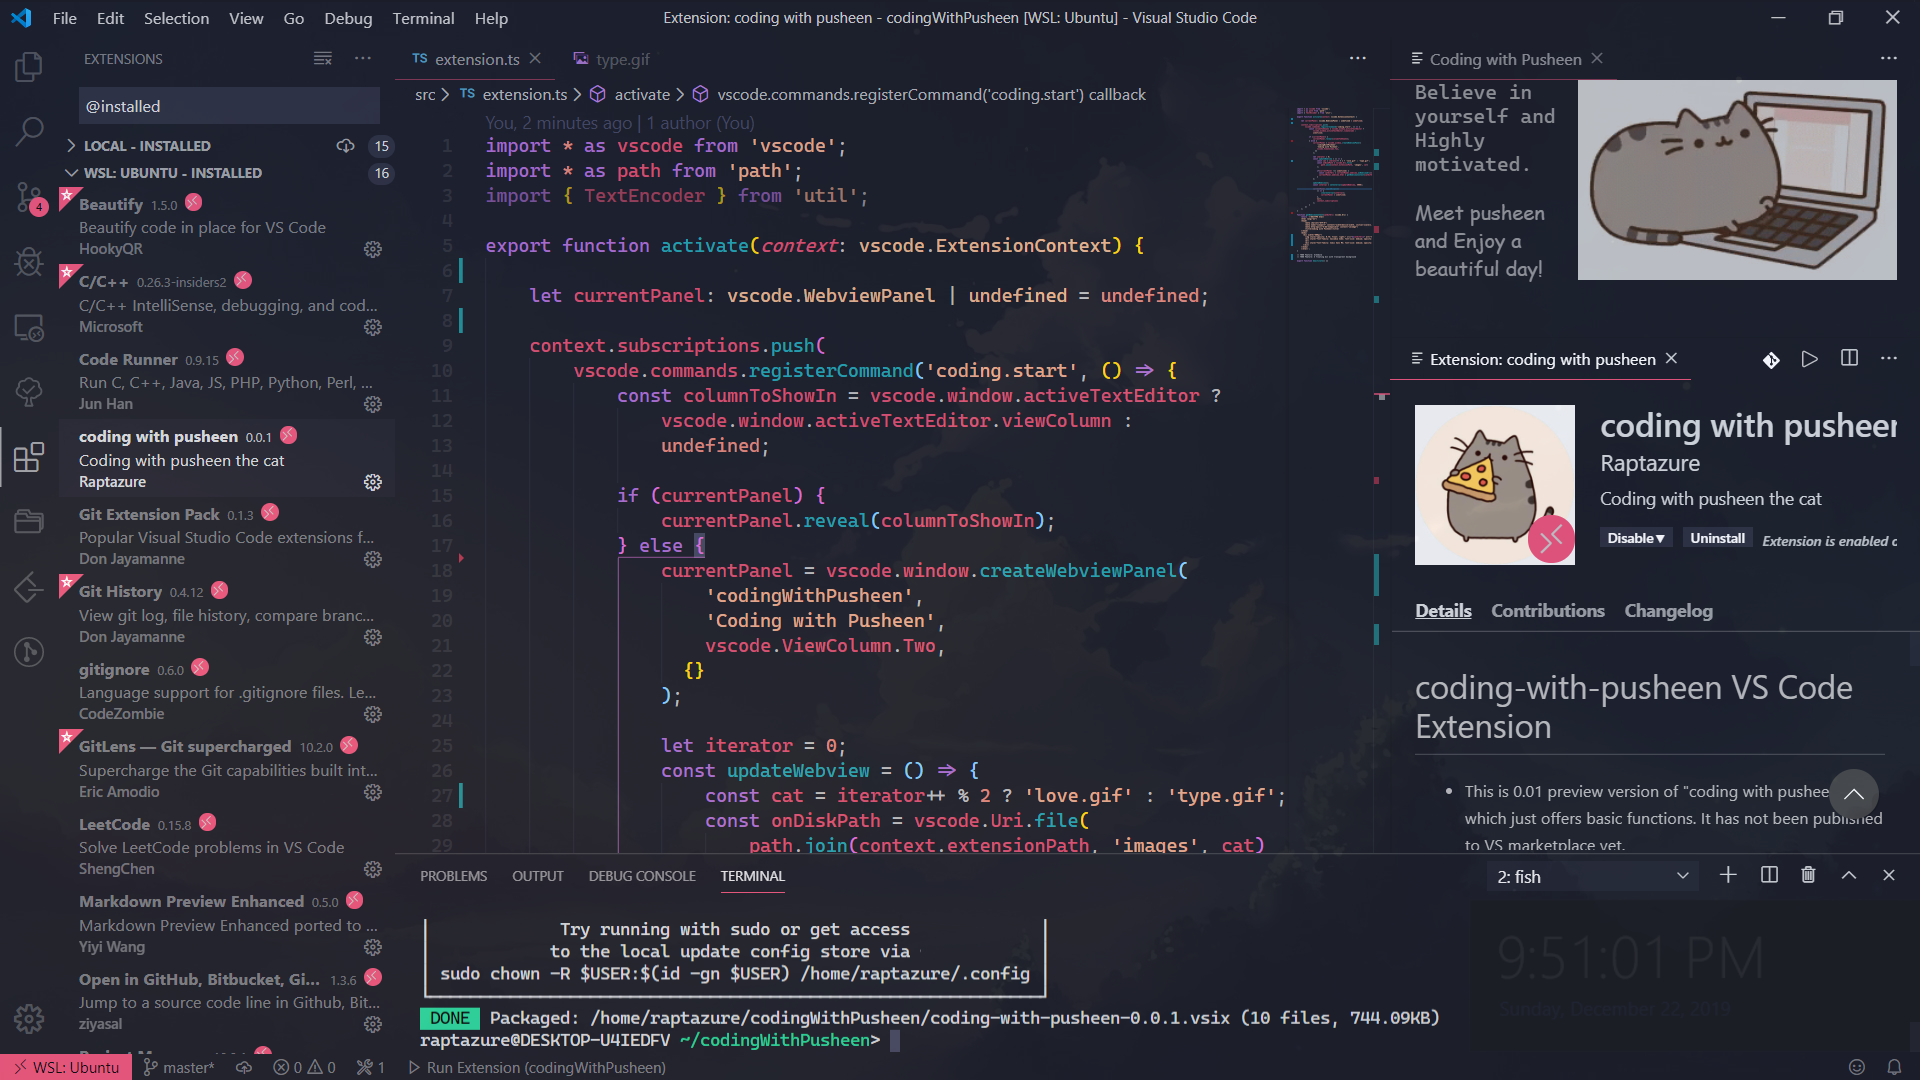 File Edit Selection View Go Debug Terminal Help
Extension: coding with pusheen - codingWithPusheen [WSL: Ubuntu] - Visual Studio Code
EXTENSIONS
@installed
LOCAL - INSTALLED 15
WSL: UBUNTU - INSTALLED 16
4
Beautify 1.5.0
Beautify code in place for VS Code
HookyQR
C/C++ 0.26.3-insiders2
C/C++ IntelliSense, debugging, and cod...
Microsoft
Code Runner 0.9.15
Run C, C++, Java, JS, PHP, Python, Perl, ...
Jun Han
coding with pusheen 0.0.1
Coding with pusheen the cat
Raptazure
Git Extension Pack 0.1.3
Popular Visual Studio Code extensions f...
Don Jayamanne
Git History 0.4.12
View git log, file history, compare branc...
Don Jayamanne
gitignore 0.6.0
Language support for .gitignore files. Le...
CodeZombie
GitLens — Git supercharged 10.2.0
Supercharge the Git capabilities built int...
Eric Amodio
LeetCode 0.15.8
Solve LeetCode problems in VS Code
ShengChen
Markdown Preview Enhanced 0.5.0
Markdown Preview Enhanced ported to ...
Yiyi Wang
Open in GitHub, Bitbucket, Gi... 1.3.6
Jump to a source code line in Github, Bit...
ziyasal
TS extension.ts
type.gif
src > TS extension.ts > activate > vscode.commands.registerCommand('coding.start') callback
You, 2 minutes ago | 1 author (You)
1 import * as vscode from 'vscode';
2 import * as path from 'path';
3 import { TextEncoder } from 'util';
4
5 export function activate(context: vscode.ExtensionContext) {
6
7 let currentPanel: vscode.WebviewPanel | undefined = undefined;
8
9 context.subscriptions.push(
10 vscode.commands.registerCommand('coding.start', () => {
11 const columnToShowIn = vscode.window.activeTextEditor ?
12 vscode.window.activeTextEditor.viewColumn :
13 undefined;
14
15 if (currentPanel) {
16 currentPanel.reveal(columnToShowIn);
17 } else {
18 currentPanel = vscode.window.createWebviewPanel(
19 'codingWithPusheen',
20 'Coding with Pusheen',
21 vscode.ViewColumn.Two,
22 {}
23 );
24
25 let iterator = 0;
26 const updateWebview = () => {
27 const cat = iterator++ % 2 ? 'love.gif' : 'type.gif';
28 const onDiskPath = vscode.Uri.file(
29 path.join(context.extensionPath, 'images', cat)
Coding with Pusheen
Believe in
yourself and
Highly
motivated.
Meet pusheen
and Enjoy a
beautiful day!
Extension: coding with pusheen
coding with pusheen
Raptazure
Coding with pusheen the cat
Disable▼ Uninstall Extension is enabled
Details Contributions Changelog
coding-with-pusheen VS Code
Extension
• This is 0.01 preview version of “coding with pushee
which just offers basic functions. It has not been published
to VS marketplace yet.
PROBLEMS OUTPUT DEBUG CONSOLE TERMINAL
2: fish
Try running with sudo or get access
to the local update config store via
sudo chown -R $USER:$(id -gn $USER) /home/raptazure/.config
DONE Packaged: /home/raptazure/codingWithPusheen/coding-with-pusheen-0.0.1.vsix (10 files, 744.09KB)
raptazure@DESKTOP-U4IEDFV ~/codingWithPusheen>
9:51:01 PM
Sunday, December 22, 2019
WSL: Ubuntu master* 0 0 1 Run Extension (codingWithPusheen)